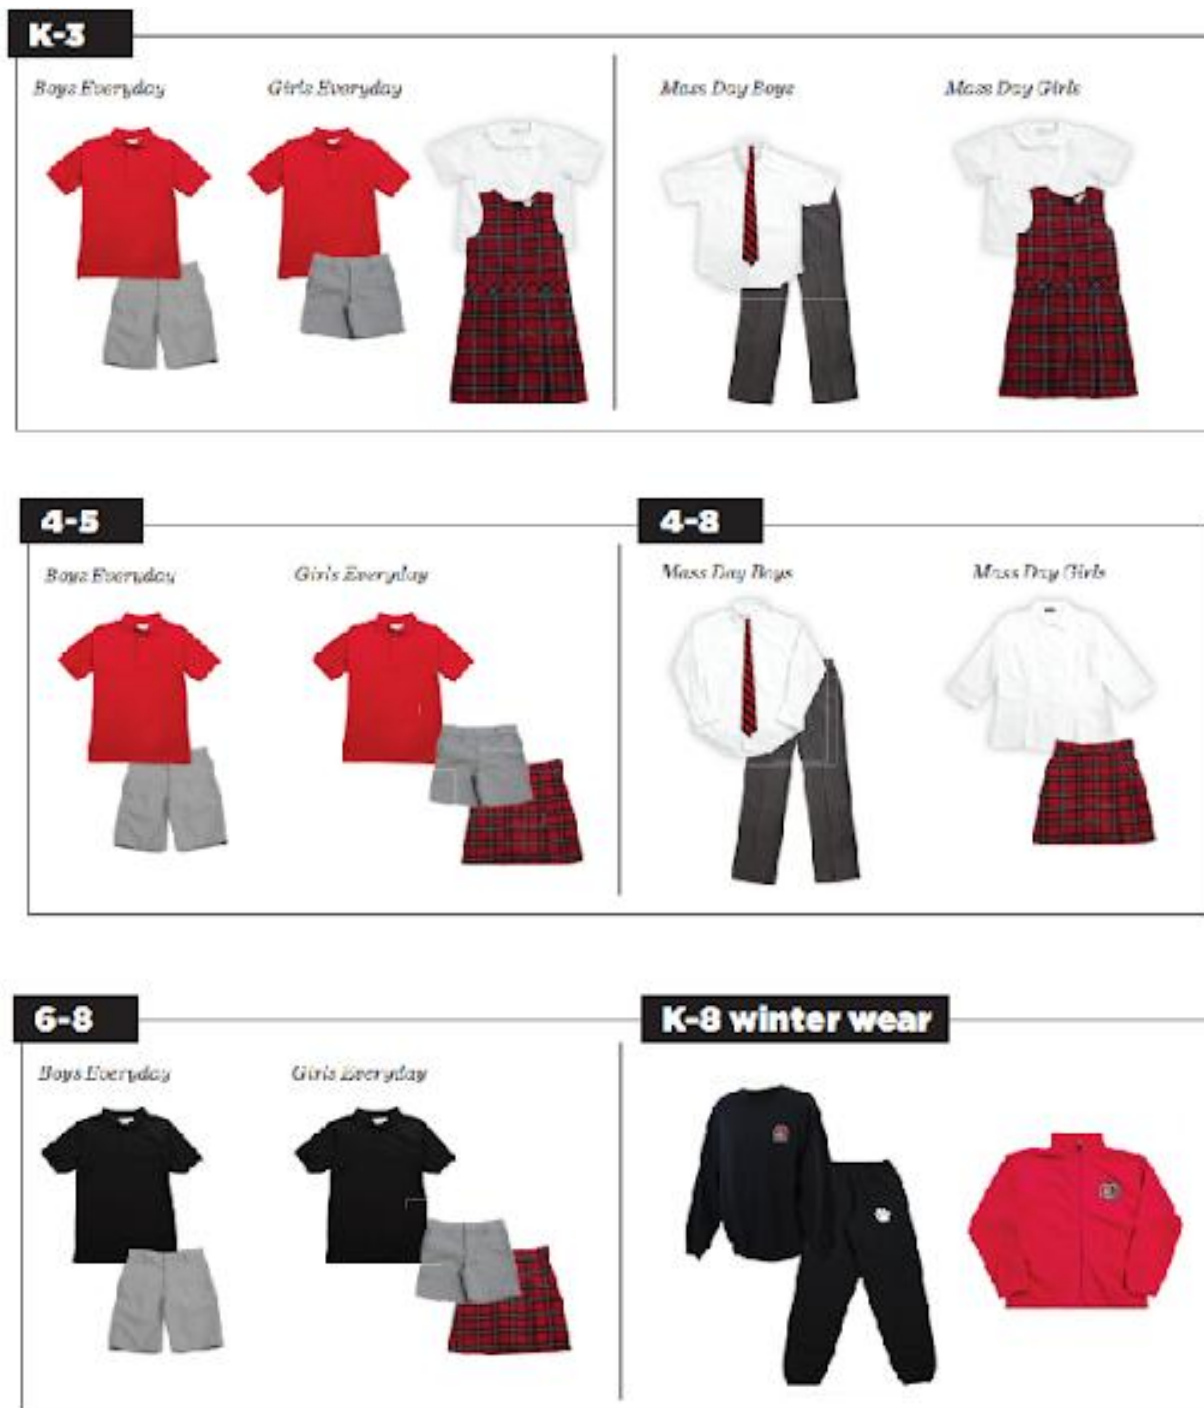 K-3
Boys Everyday
Girls Everyday
Mass Day Boys
Mass Day Girls
4-5
Boys Everyday
Girls Everyday
4-8
Mass Day Boys
Mass Day Girls
6-8
Boys Everyday
Girls Everyday
K-8 winter wear